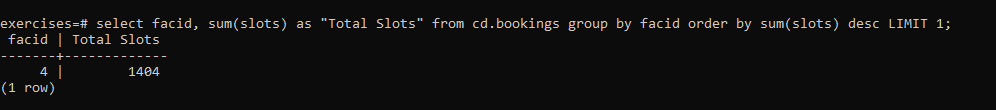 exercises=# select facid, sum(slots) as "Total Slots" from cd.bookings group by facid order by sum(slots) desc LIMIT 1;
 facid | Total Slots
-------+-------------
     4 |        1404
(1 row)